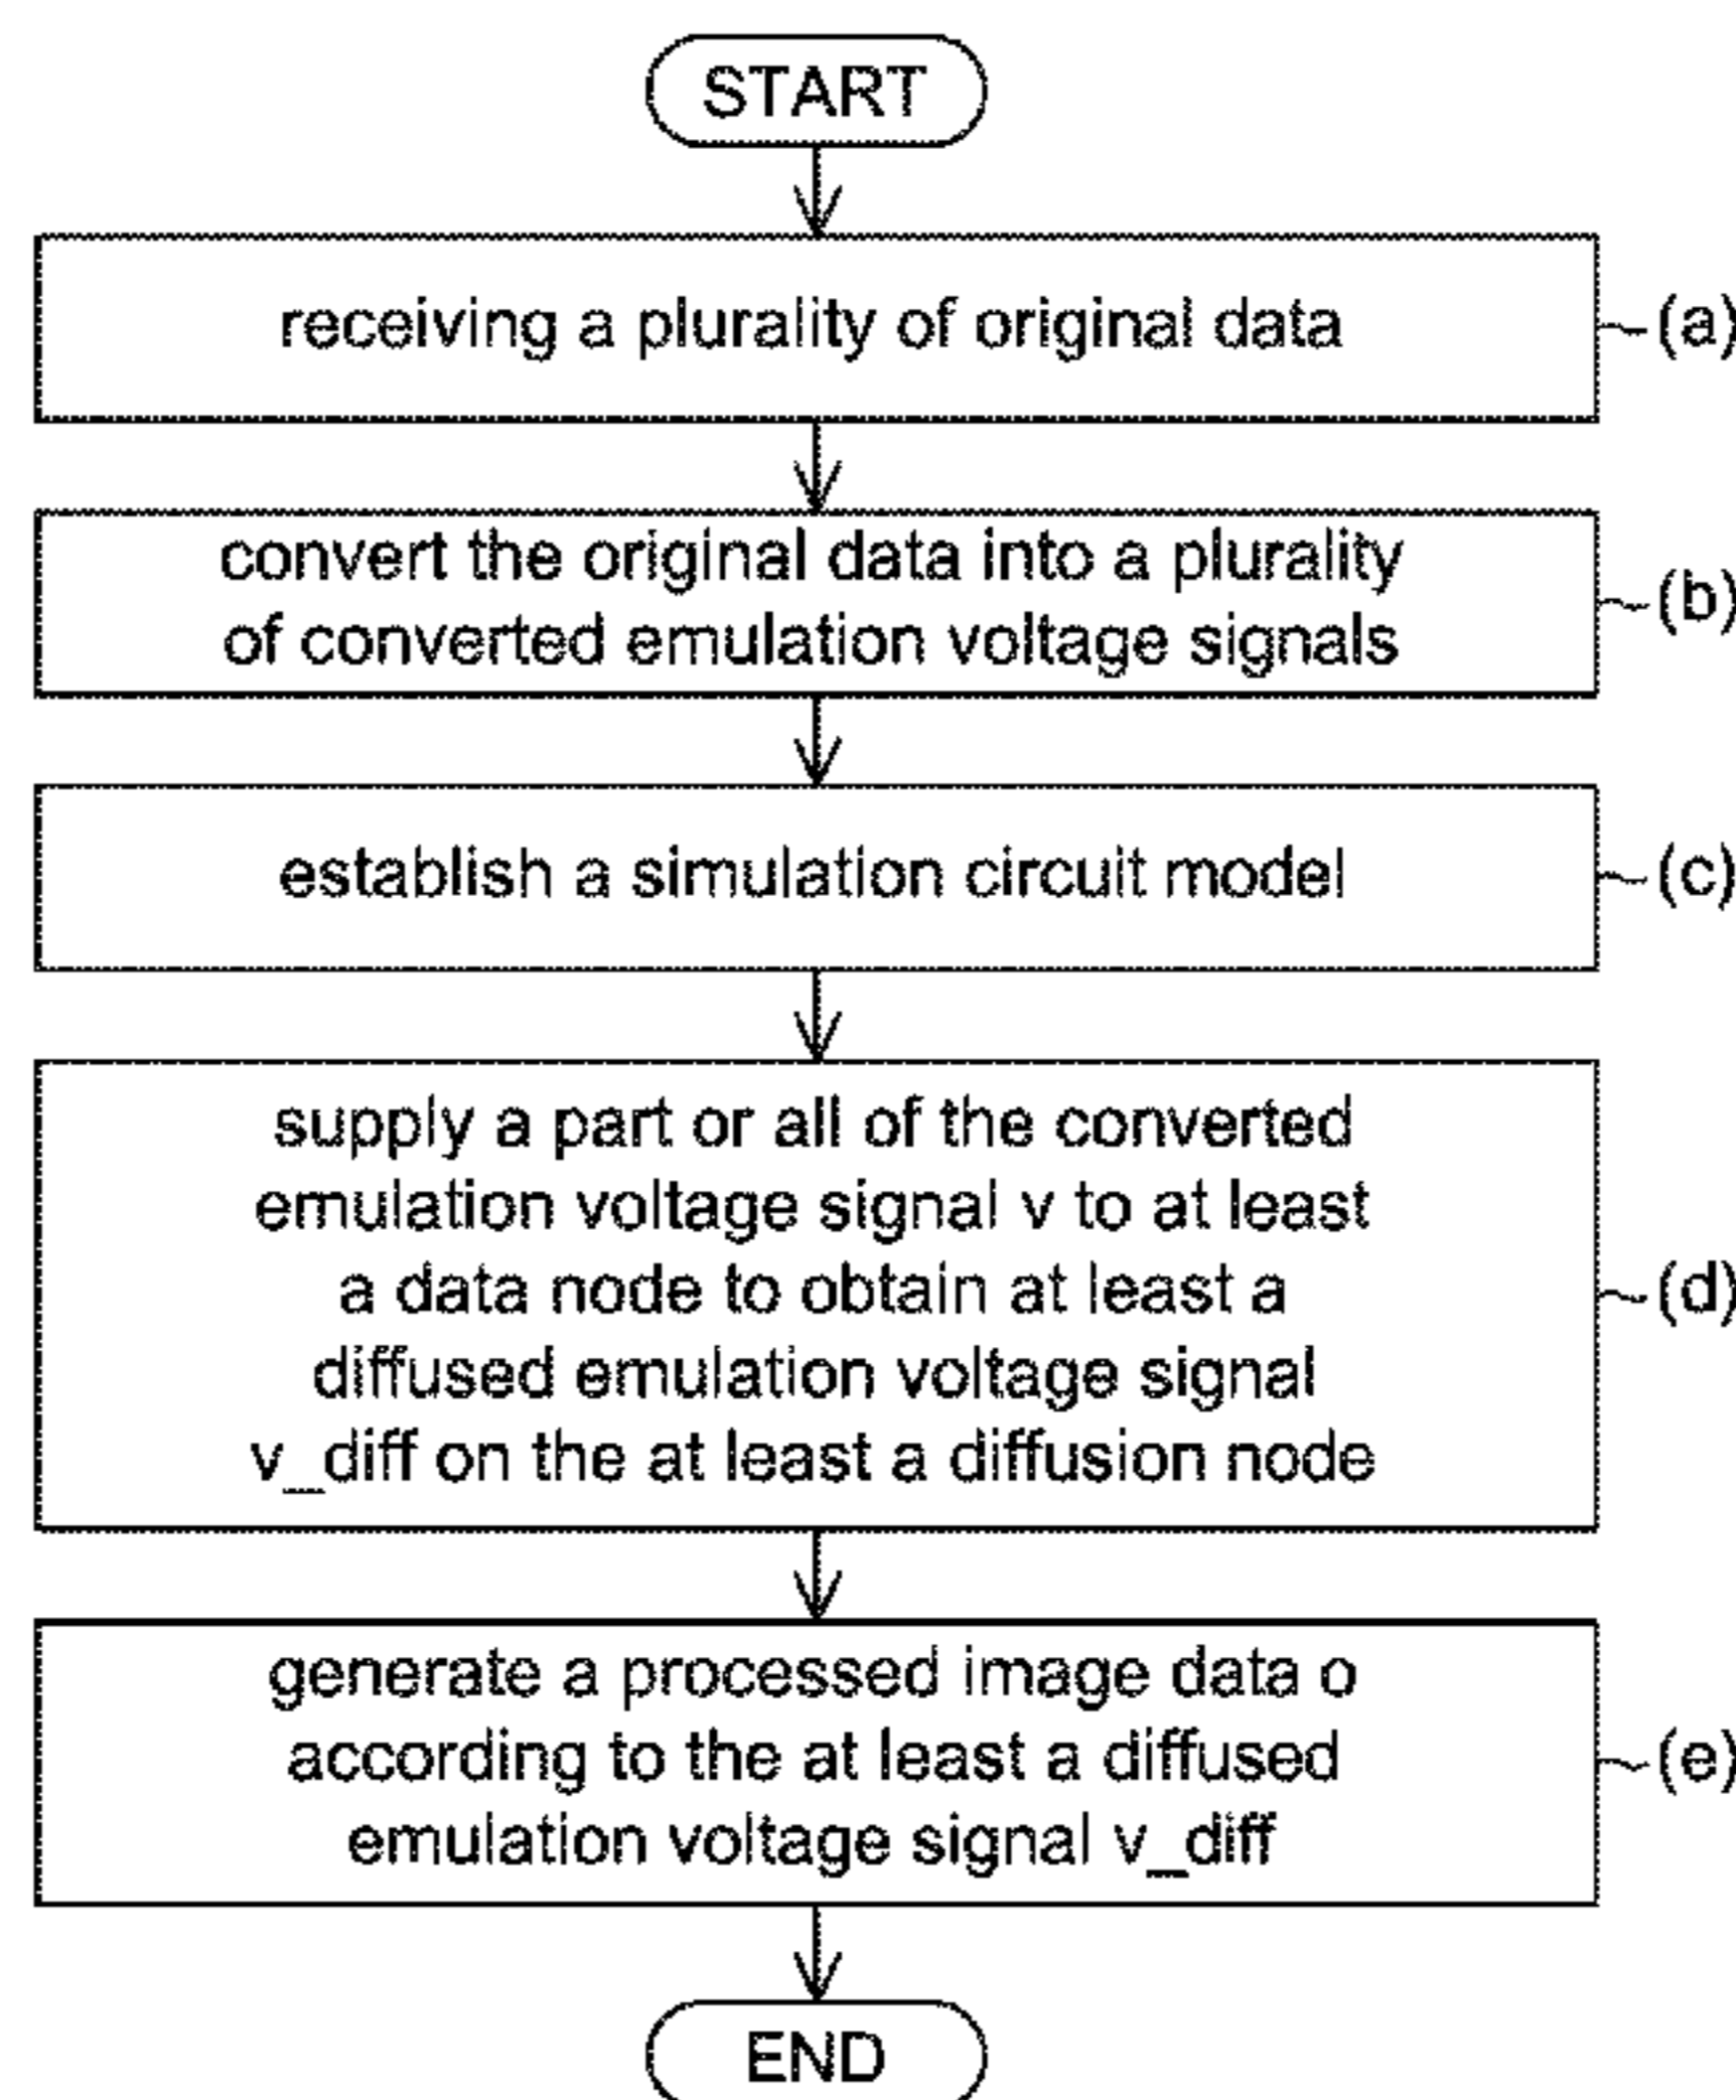 START
receiving a plurality of original data
(a)
convert the original data into a plurality
of converted emulation voltage signals
(b)
establish a simulation circuit model
(c)
supply a part or all of the converted
emulation voltage signal v to at least
a data node to obtain at least a
diffused emulation voltage signal
v_diff on the at least a diffusion node
(d)
generate a processed image data o
according to the at least a diffused
emulation voltage signal v_diff
(e)
END